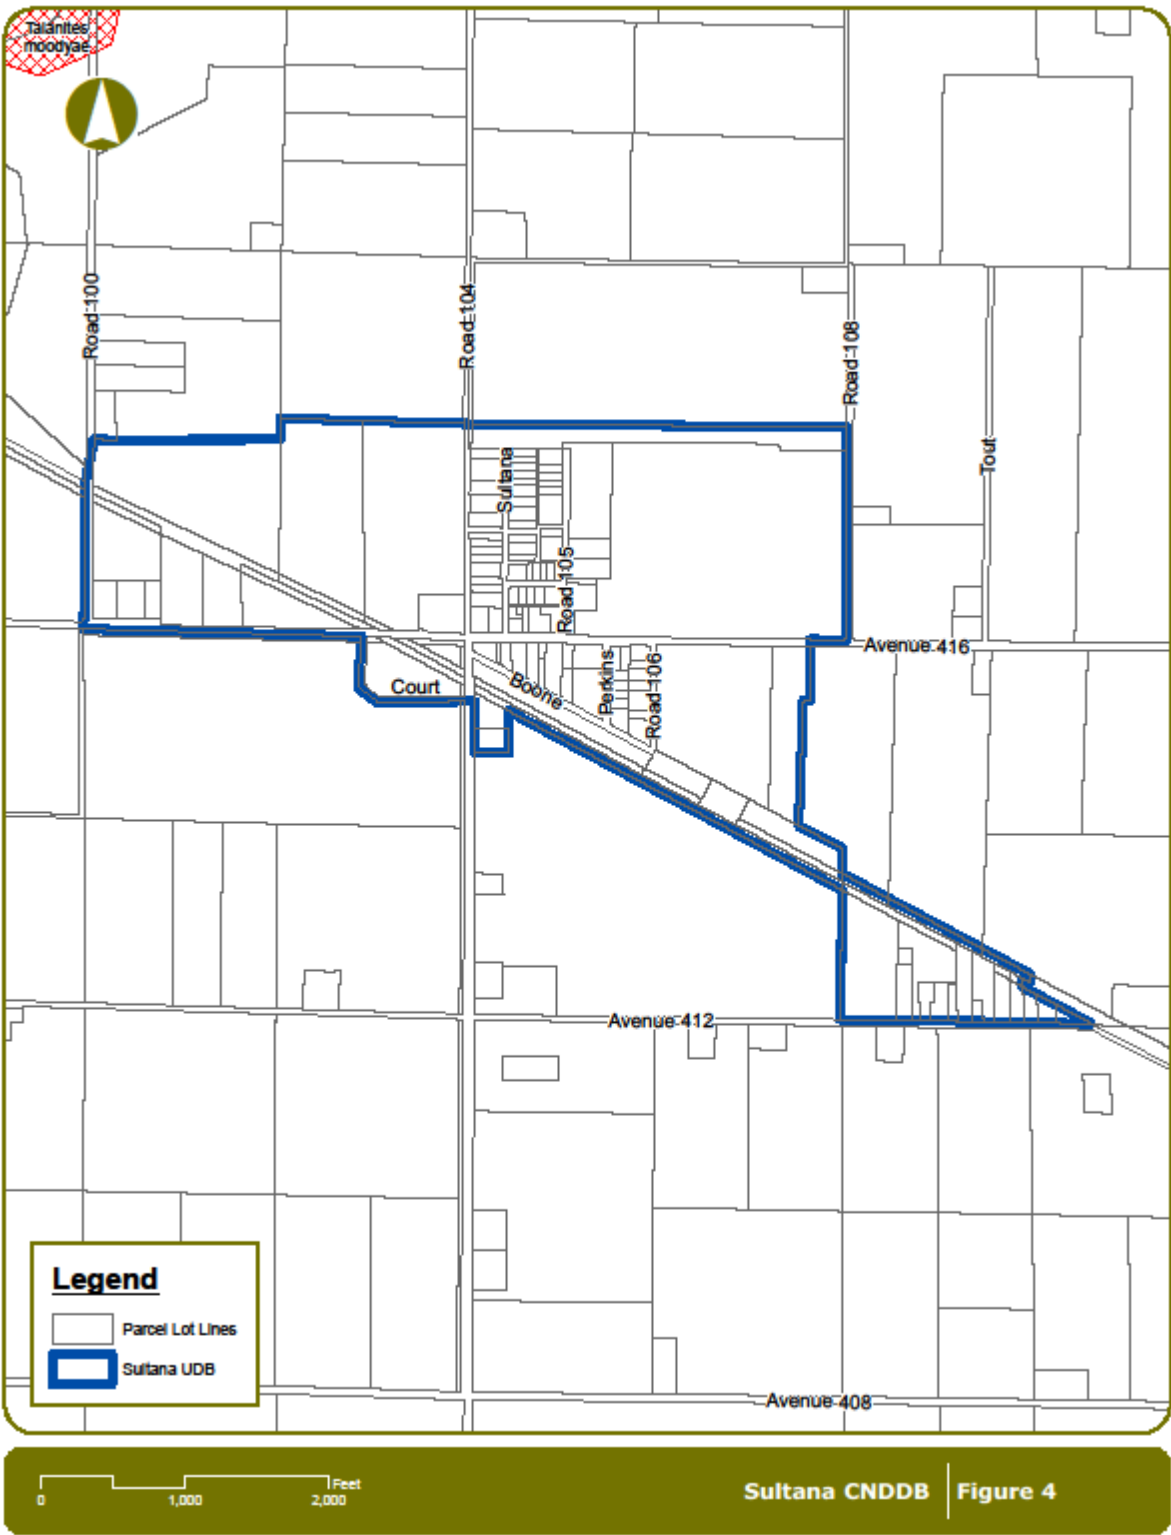 Talanites
moodyae
Road 100
Road 104
Road 108
Tout
Sultana
Road 105
Avenue 416
Perkins
Road 106
Boone
Court
Avenue 412
Legend
Parcel Lot Lines
Sultana UDB
Avenue 408
Feet
0 1,000 2,000
Sultana CNDDB Figure 4